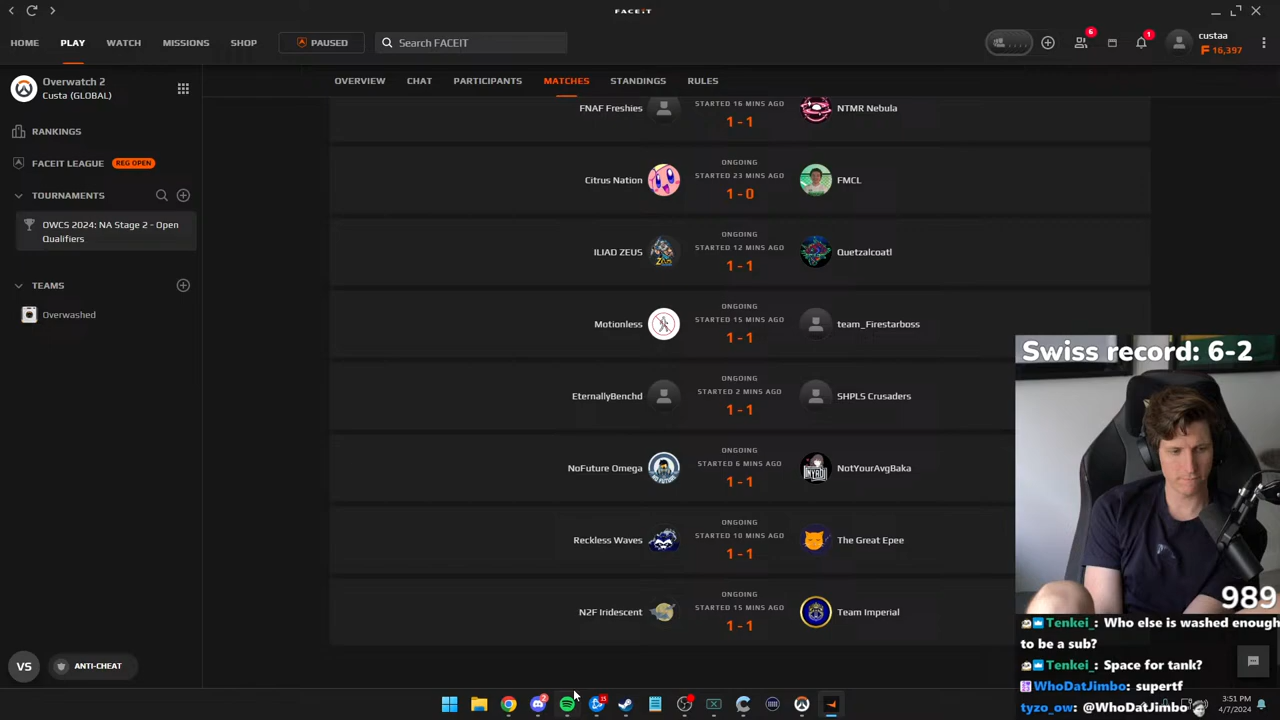 FACEIT
HOME PLAY WATCH MISSIONS SHOP PAUSED Search FACEIT 6 1 custaa 16,397
Overwatch 2
Custa (GLOBAL)
OVERVIEW CHAT PARTICIPANTS MATCHES STANDINGS RULES
RANKINGS
FACEIT LEAGUE REG OPEN
TOURNAMENTS
OWCS 2024: NA Stage 2 - Open
Qualifiers
TEAMS
Overwashed
VS ANTI-CHEAT
STARTED 16 MINS AGO
FNAF Freshies NTMR Nebula
1 - 1
ONGOING
STARTED 23 MINS AGO
Citrus Nation FMCL
1 - 0
ONGOING
STARTED 12 MINS AGO
ILIAD ZEUS Quetzalcoatl
1 - 1
ONGOING
STARTED 15 MINS AGO
Motionless team_Firestarboss
1 - 1
ONGOING
STARTED 2 MINS AGO
EternallyBenchd SHPLS Crusaders
1 - 1
ONGOING
STARTED 6 MINS AGO
NoFuture Omega NotYourAvgBaka
1 - 1
ONGOING
STARTED 10 MINS AGO
Reckless Waves The Great Epee
1 - 1
ONGOING
STARTED 15 MINS AGO
N2F Iridescent Team Imperial
1 - 1
Swiss record: 6-2
989
Tenkei_: Who else is washed enough
to be a sub?
Tenkei_: Space for tank?
WhoDatJimbo: supertf
tyzo_ow: @WhoDatJimbo
3:51 PM
4/7/2024